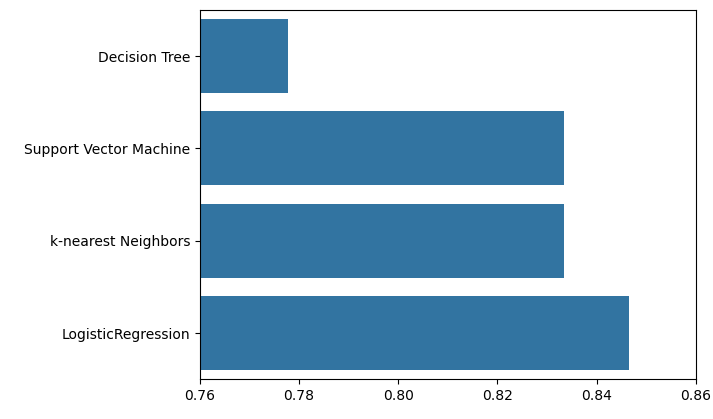 Decision Tree
Support Vector Machine
k-nearest Neighbors
LogisticRegression
0.76 0.78 0.80 0.82 0.84 0.86